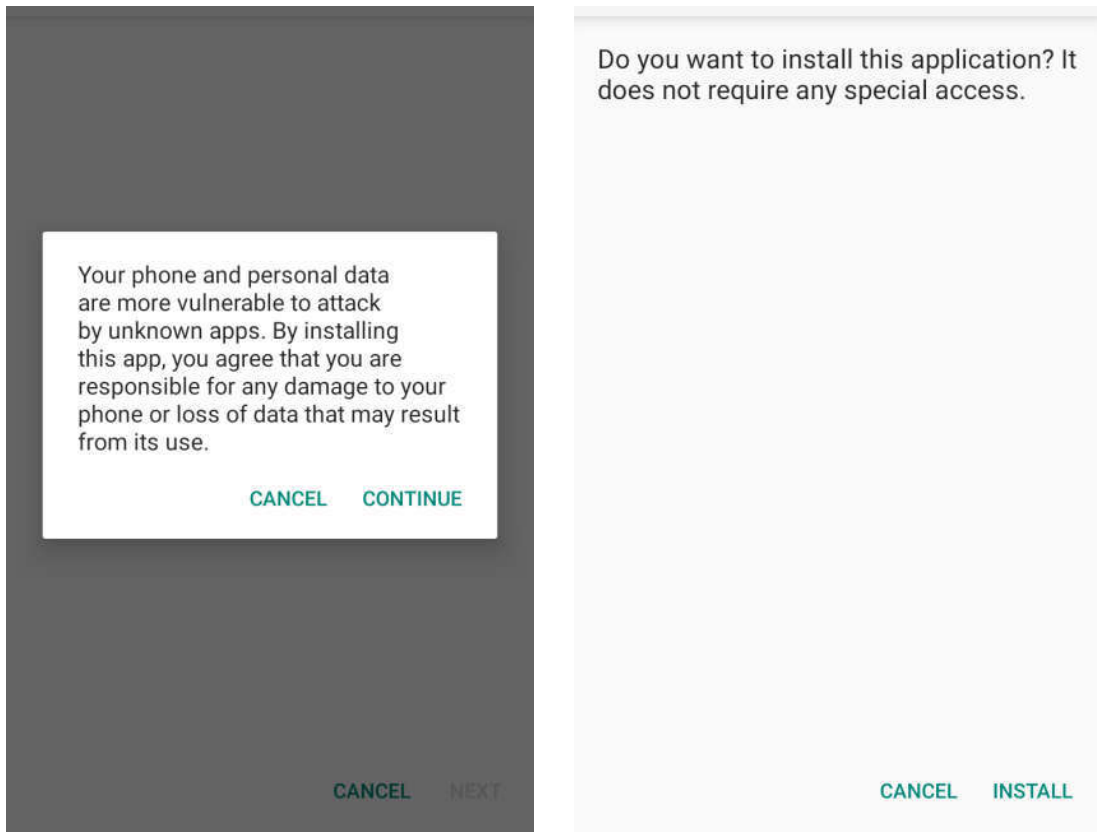 Your phone and personal data
are more vulnerable to attack
by unknown apps. By installing
this app, you agree that you are
responsible for any damage to your
phone or loss of data that may result
from its use.
CANCEL CONTINUE
CANCEL NEXT
Do you want to install this application? It
does not require any special access.
CANCEL INSTALL